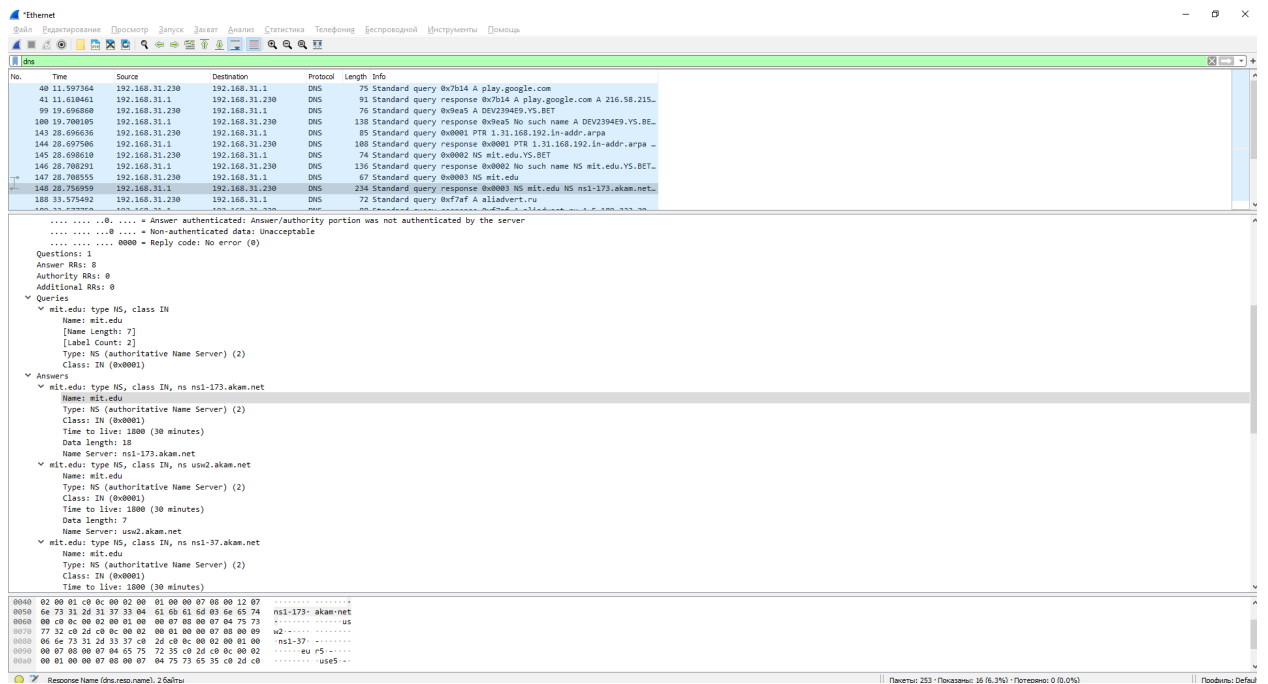 *Ethernet
Файл Редактирование Просмотр Запуск Захват Анализ Статистика Телефония Беспроводной Инструменты Помощь
dns
No. Time Source Destination Protocol Length Info
40 11.597364 192.168.31.230 192.168.31.1 DNS 75 Standard query 0x7b14 A play.google.com
41 11.610461 192.168.31.1 192.168.31.230 DNS 91 Standard query response 0x7b14 A play.google.com A 216.58.215…
99 19.696860 192.168.31.230 192.168.31.1 DNS 76 Standard query 0x9ea5 A DEV2394E9.YS.BET
100 19.700105 192.168.31.1 192.168.31.230 DNS 138 Standard query response 0x9ea5 No such name A DEV2394E9.YS.BE…
143 28.696636 192.168.31.230 192.168.31.1 DNS 85 Standard query 0x0001 PTR 1.31.168.192.in-addr.arpa
144 28.697506 192.168.31.1 192.168.31.230 DNS 108 Standard query response 0x0001 PTR 1.31.168.192.in-addr.arpa …
145 28.698610 192.168.31.230 192.168.31.1 DNS 74 Standard query 0x0002 NS mit.edu.YS.BET
146 28.708291 192.168.31.1 192.168.31.230 DNS 136 Standard query response 0x0002 No such name NS mit.edu.YS.BET
147 28.708555 192.168.31.230 192.168.31.1 DNS 67 Standard query 0x0003 NS mit.edu
148 28.756959 192.168.31.1 192.168.31.230 DNS 234 Standard query response 0x0003 NS mit.edu NS ns1-173.akam.net…
188 33.575492 192.168.31.230 192.168.31.1 DNS 72 Standard query 0xf7af A aliadvert.ru
.... .... ..0. .... = Answer authenticated: Answer/authority portion was not authenticated by the server
.... .... ...0 .... = Non-authenticated data: Unacceptable
.... .... .... 0000 = Reply code: No error (0)
Questions: 1
Answer RRs: 8
Authority RRs: 0
Additional RRs: 0
Queries
mit.edu: type NS, class IN
Name: mit.edu
[Name Length: 7]
[Label Count: 2]
Type: NS (authoritative Name Server) (2)
Class: IN (0x0001)
Answers
mit.edu: type NS, class IN, ns ns1-173.akam.net
Name: mit.edu
Type: NS (authoritative Name Server) (2)
Class: IN (0x0001)
Time to live: 1800 (30 minutes)
Data length: 18
Name Server: ns1-173.akam.net
mit.edu: type NS, class IN, ns usw2.akam.net
Name: mit.edu
Type: NS (authoritative Name Server) (2)
Class: IN (0x0001)
Time to live: 1800 (30 minutes)
Data length: 7
Name Server: usw2.akam.net
mit.edu: type NS, class IN, ns ns1-37.akam.net
Name: mit.edu
Type: NS (authoritative Name Server) (2)
Class: IN (0x0001)
Time to live: 1800 (30 minutes)
0040 02 00 01 c0 0c 00 02 00 01 00 00 07 08 00 12 07 ········ ········
0050 6e 73 31 2d 31 37 33 04 61 6b 61 6d 03 6e 65 74 ns1-173· akam·net
0060 00 c0 0c 00 02 00 01 00 00 07 08 00 07 04 75 73 ········ ······us
0070 77 32 c0 2d c0 0c 00 02 00 01 00 00 07 08 00 09 w2·-···· ········
0080 06 6e 73 31 2d 33 37 c0 2d c0 0c 00 02 00 01 00 ·ns1-37· -·······
0090 00 07 08 00 07 04 65 75 72 35 c0 2d c0 0c 00 02 ······eu r5·-····
00a0 00 01 00 00 07 08 00 07 04 75 73 65 35 c0 2d c0 ········ ·use5·-·
Response Name (dns.resp.name), 2 байты Пакеты: 253 · Показаны: 16 (6.3%) · Потеряно: 0 (0.0%) Профиль: Defaul